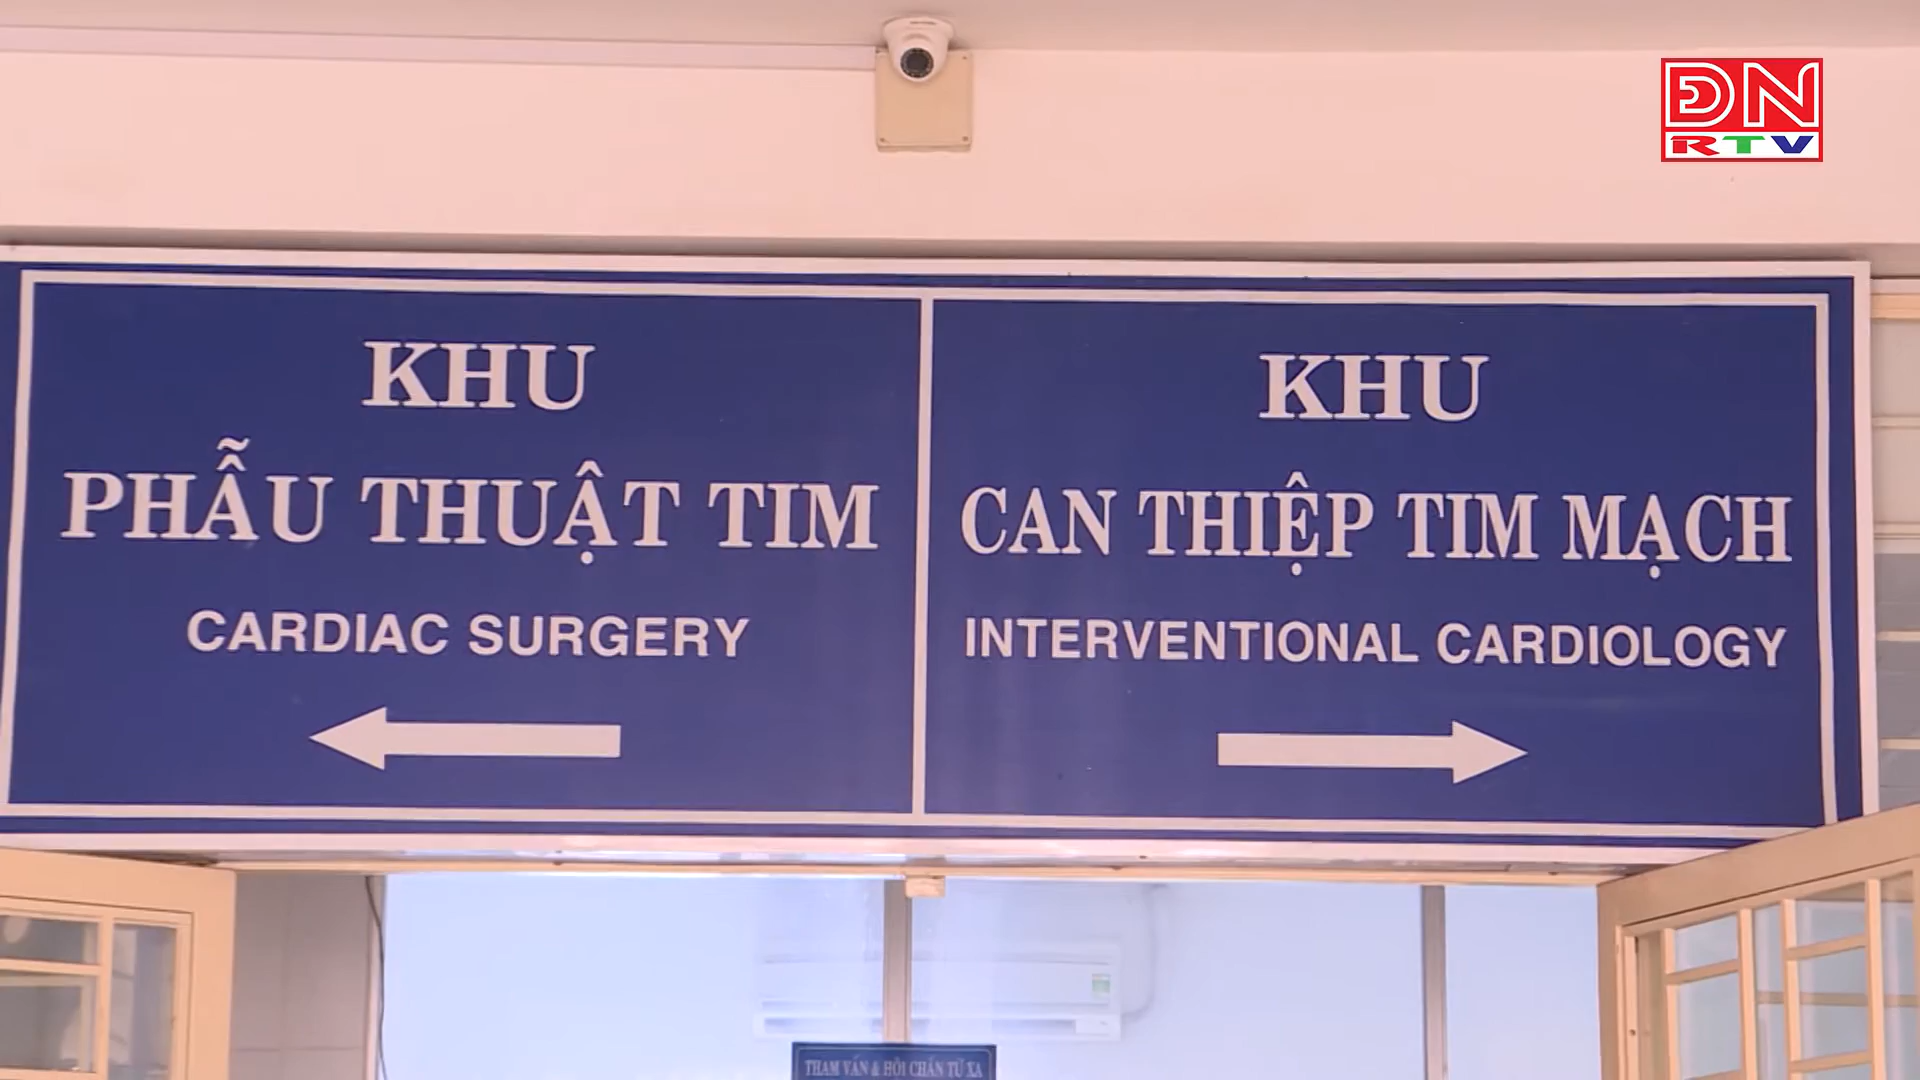 ĐN
RTV
KHU
PHẪU THUẬT TIM
CARDIAC SURGERY
KHU
CAN THIỆP TIM MẠCH
INTERVENTIONAL CARDIOLOGY
THAM VẤN & HỘI CHẨN TỪ XA